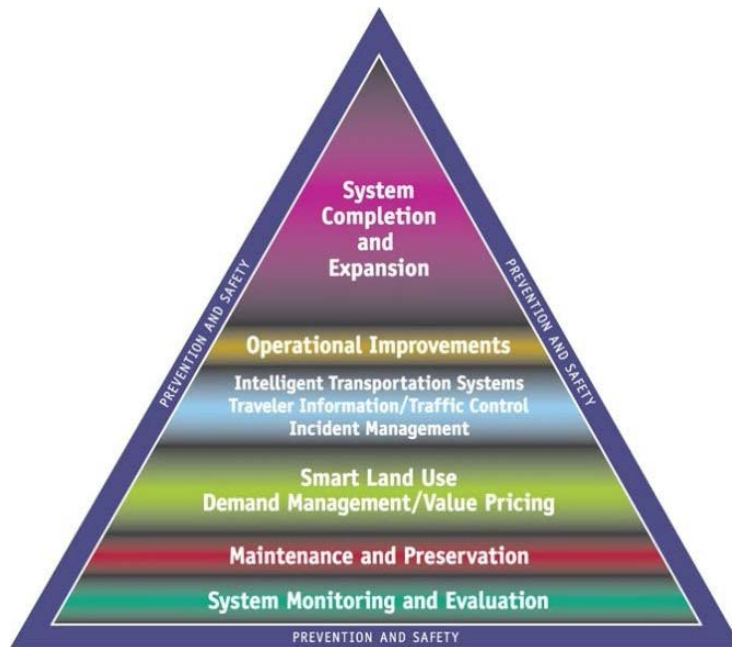 System
Completion
and
Expansion
PREVENTION AND SAFETY
PREVENTION AND SAFETY
Operational Improvements
Intelligent Transportation Systems
Traveler Information/Traffic Control
Incident Management
Smart Land Use
Demand Management/Value Pricing
Maintenance and Preservation
System Monitoring and Evaluation
PREVENTION AND SAFETY